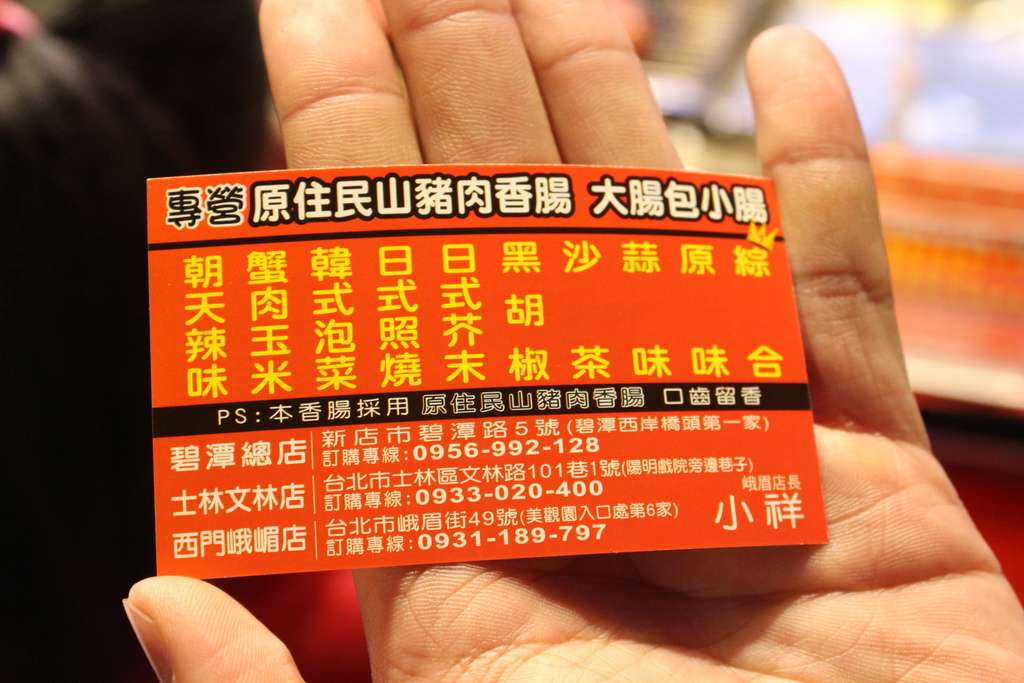 專營 原住民山豬肉香腸 大腸包小腸
綜合
原味
蒜味
沙茶
黑胡椒
日式芥末
日式照燒
韓式泡菜
蟹肉玉米
朝天辣味
PS:本香腸採用 原住民山豬肉香腸 口齒留香
碧潭總店
新店市碧潭路5號(碧潭西岸橋頭第一家)
訂購專線:0956-992-128
士林文林店
台北市士林區文林路101巷1號(陽明戲院旁邊巷子)
訂購專線:0933-020-400
西門峨嵋店
台北市峨眉街49號(美觀園入口處第6家)
訂購專線:0931-189-797
峨眉店長
小祥